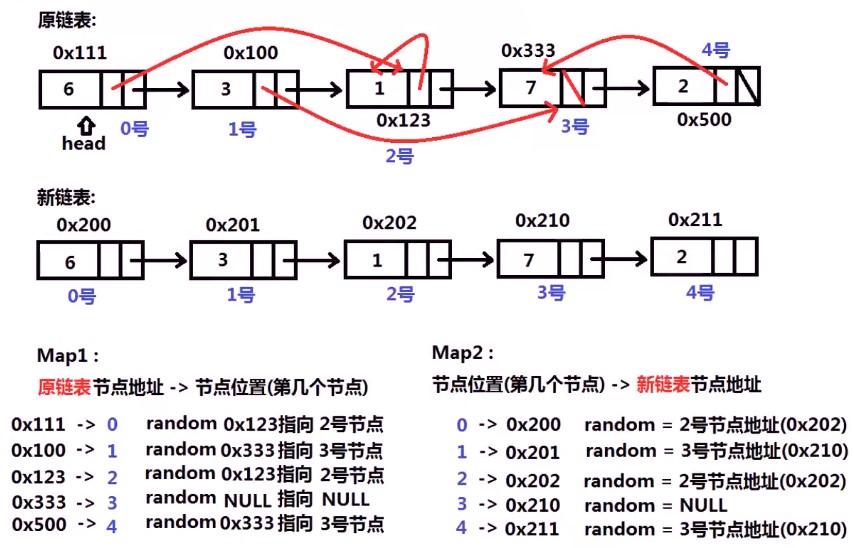 原链表:
0x111 0x100 0x333 4号
6 3 1 7 2
0x123 0x500
head 0号 1号 2号 3号
新链表:
0x200 0x201 0x202 0x210 0x211
6 3 1 7 2
0号 1号 2号 3号 4号
Map1 :
原链表节点地址 -> 节点位置(第几个节点)
0x111 -> 0 random 0x123指向 2号节点
0x100 -> 1 random 0x333指向 3号节点
0x123 -> 2 random 0x123指向 2号节点
0x333 -> 3 random NULL 指向 NULL
0x500 -> 4 random 0x333指向 3号节点
Map2 :
节点位置(第几个节点) -> 新链表节点地址
0 -> 0x200 random = 2号节点地址(0x202)
1 -> 0x201 random = 3号节点地址(0x210)
2 -> 0x202 random = 2号节点地址(0x202)
3 -> 0x210 random = NULL
4 -> 0x211 random = 3号节点地址(0x210)